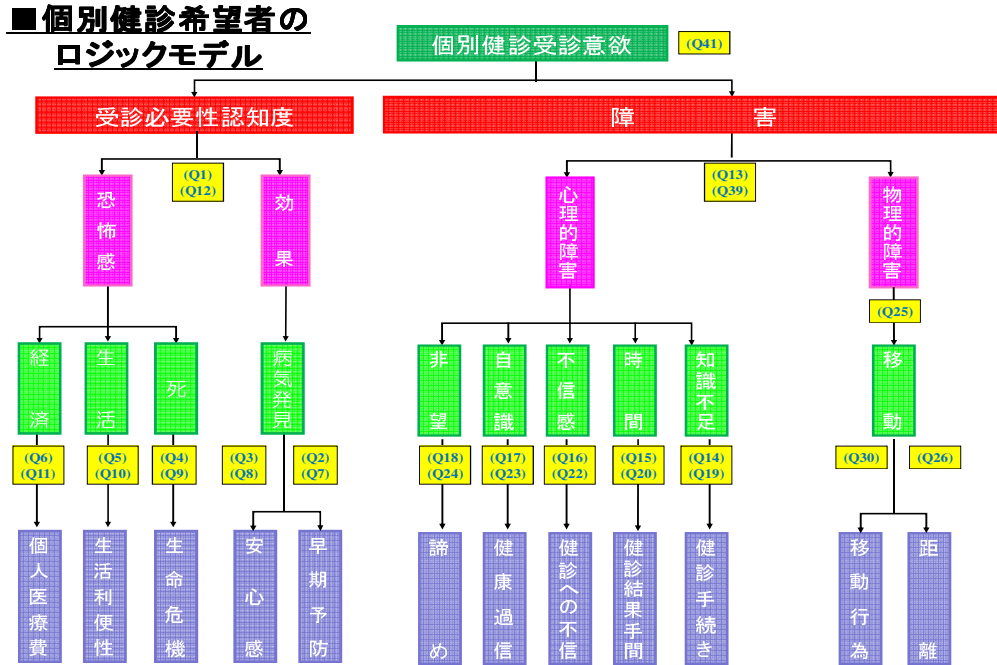 ■個別健診希望者の
ロジックモデル
個別健診受診意欲
(Q41)
受診必要性認知度
障害
(Q1)
(Q12)
(Q13)
(Q39)
恐怖感
効果
心理的障害
物理的障害
(Q25)
経済
生活
死
病気発見
非望
自意識
不信感
時間
知識不足
移動
(Q6)
(Q11)
(Q5)
(Q10)
(Q4)
(Q9)
(Q3)
(Q8)
(Q2)
(Q7)
(Q18)
(Q24)
(Q17)
(Q23)
(Q16)
(Q22)
(Q15)
(Q20)
(Q14)
(Q19)
(Q30)
(Q26)
個人医療費
生活利便性
生命危機
安心感
早期予防
諦め
健康過信
健診への不信
健診結果手間
健診手続き
移動行為
距離